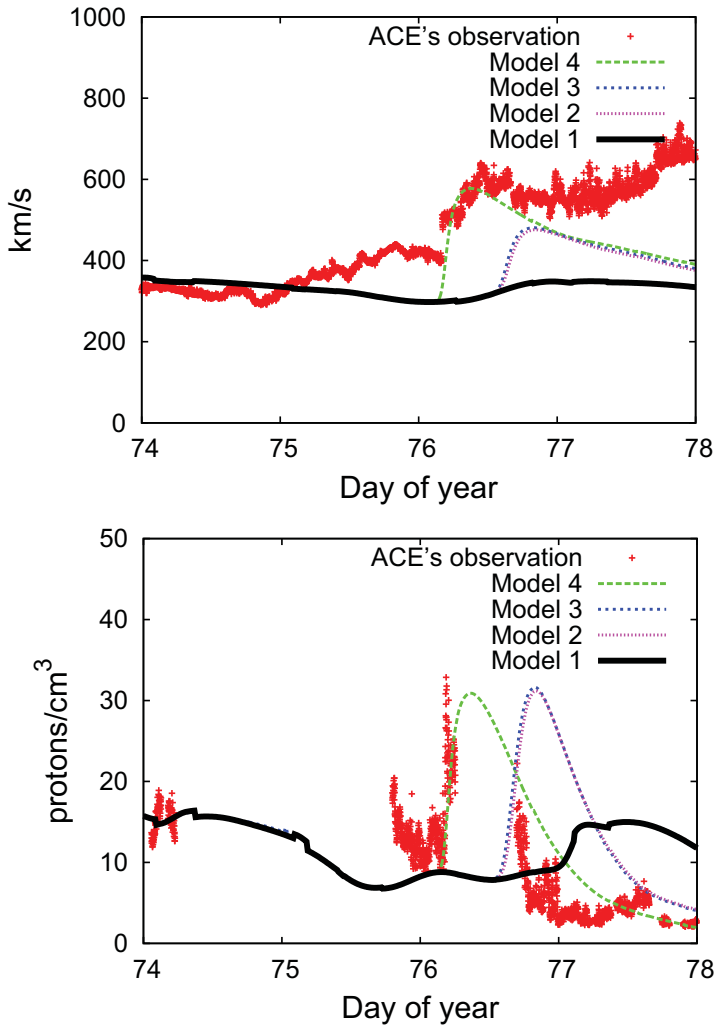 1000
800
600
400
200
0
km/s
ACE's observation
Model 4
Model 3
Model 2
Model 1
74 75 76 77 78
Day of year
50
40
30
20
10
0
protons/cm³
ACE's observation
Model 4
Model 3
Model 2
Model 1
74 75 76 77 78
Day of year